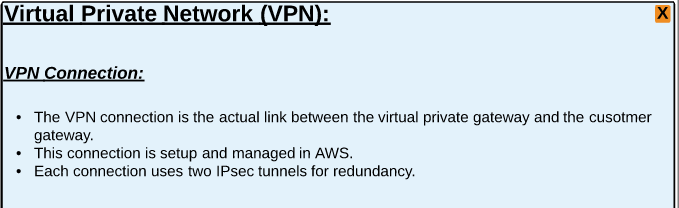 Virtual Private Network (VPN):
X
VPN Connection:
• The VPN connection is the actual link between the virtual private gateway and the cusotmer
gateway.
• This connection is setup and managed in AWS.
• Each connection uses two IPsec tunnels for redundancy.